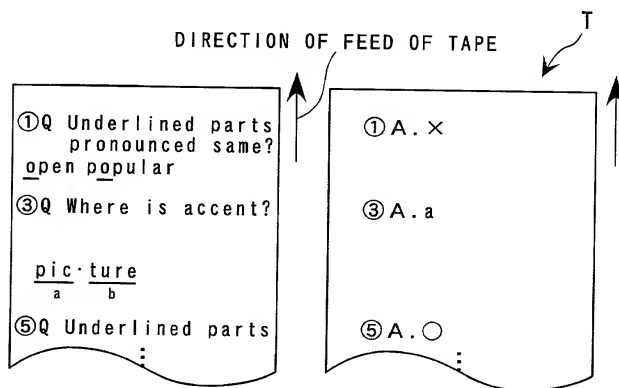 T
DIRECTION OF FEED OF TAPE
①Q Underlined parts
pronounced same?
open popular
③Q Where is accent?
pic·ture
a b
⑤Q Underlined parts
①A.×
③A.a
⑤A.○